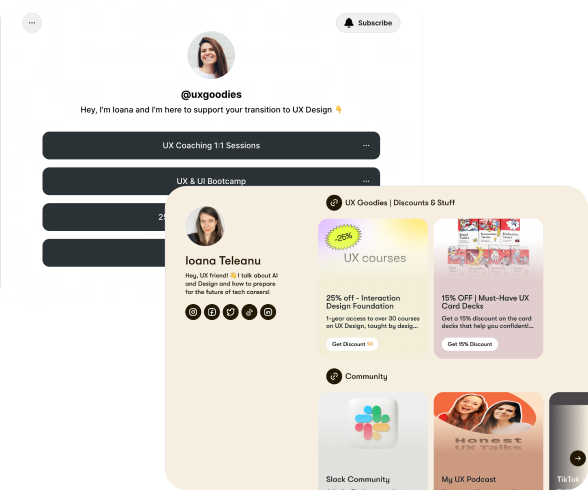 Subscribe
@uxgoodies
Hey, I'm Ioana and I'm here to support your transition to UX Design 👇
UX Coaching 1:1 Sessions
UX & UI Bootcamp
25
UX Goodies | Discounts & Stuff
Ioana Teleanu
Hey, UX friend! 👋 I talk about AI
and Design and how to prepare
for the future of tech careers!
-25%
UX courses
25% off - Interaction
Design Foundation
1-year access to over 30 courses
on UX Design, taught by desig...
Get Discount
15% OFF | Must-Have UX
Card Decks
Get a 15% discount on the card
decks that help you confidentl...
Get 15% Discount
Community
Slack Community
Honest
UX Talks
My UX Podcast
TikTok